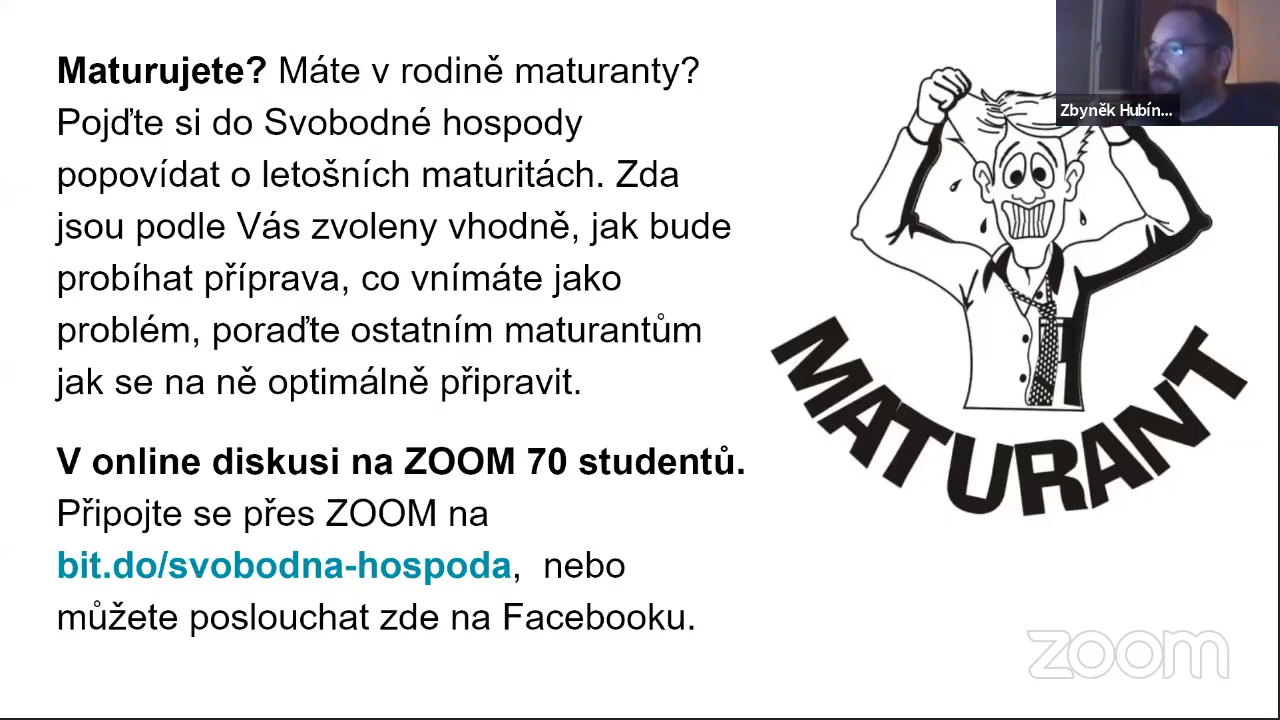 Maturujete? Máte v rodině maturanty?
Pojďte si do Svobodné hospody
popovídat o letošních maturitách. Zda
jsou podle Vás zvoleny vhodně, jak bude
probíhat příprava, co vnímáte jako
problém, poraďte ostatním maturantům
jak se na ně optimálně připravit.
V online diskusi na ZOOM 70 studentů.
Připojte se přes ZOOM na
bit.do/svobodna-hospoda, nebo
můžete poslouchat zde na Facebooku.
Zbyněk Hubín...
MATURANT
zoom